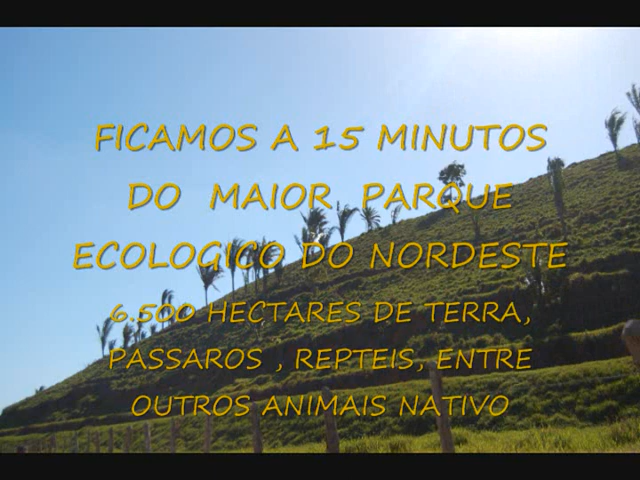 FICAMOS A 15 MINUTOS
DO MAIOR PARQUE
ECOLOGICO DO NORDESTE
6.500 HECTARES DE TERRA,
PASSAROS , REPTEIS, ENTRE
OUTROS ANIMAIS NATIVO